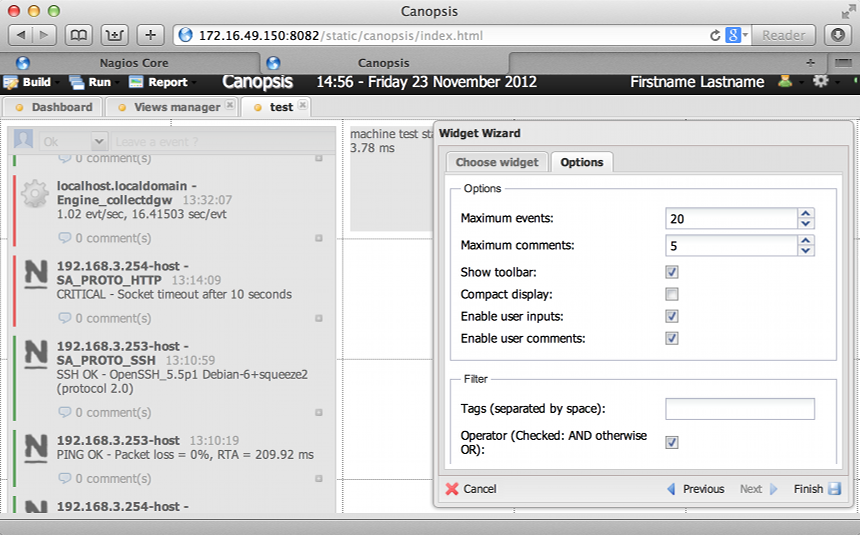 Canopsis
172.16.49.150:8082/static/canopsis/index.html
Reader
Nagios Core
Canopsis
Build
Run
Report
Canopsis
14:56 - Friday 23 November 2012
Firstname Lastname
Dashboard
Views manager
test
Ok
Leave a event ?
0 comment(s)
localhost.localdomain -
Engine_collectdgw 13:32:07
1.02 evt/sec, 16.41503 sec/evt
0 comment(s)
192.168.3.254-host -
SA_PROTO_HTTP 13:14:09
CRITICAL - Socket timeout after 10 seconds
0 comment(s)
192.168.3.253-host -
SA_PROTO_SSH 13:10:59
SSH OK - OpenSSH_5.5p1 Debian-6+squeeze2
(protocol 2.0)
0 comment(s)
192.168.3.253-host 13:10:19
PING OK - Packet loss = 0%, RTA = 209.92 ms
0 comment(s)
192.168.3.254-host -
machine test sta
3.78 ms
Widget Wizard
Choose widget
Options
Options
Maximum events: 20
Maximum comments: 5
Show toolbar:
Compact display:
Enable user inputs:
Enable user comments:
Filter
Tags (separated by space):
Operator (Checked: AND otherwise
OR):
Cancel
Previous
Next
Finish